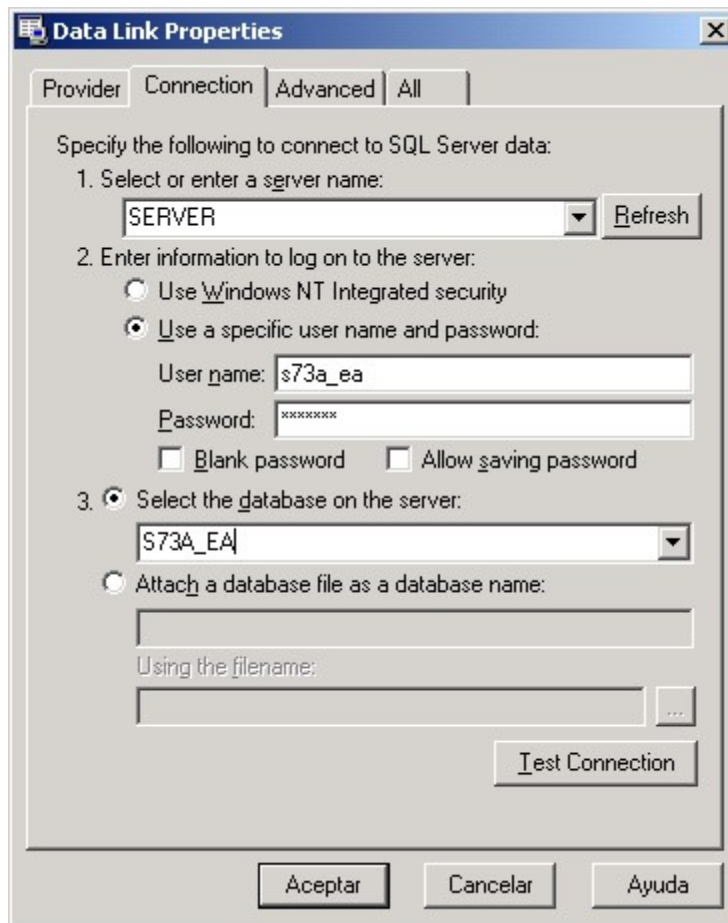 Data Link Properties
Provider Connection Advanced All
Specify the following to connect to SQL Server data:
1. Select or enter a server name:
SERVER Refresh
2. Enter information to log on to the server:
Use Windows NT Integrated security
Use a specific user name and password:
User name: s73a_ea
Password: *******
Blank password Allow saving password
3. Select the database on the server:
S73A_EA
Attach a database file as a database name:
Using the filename:
...
Test Connection
Aceptar Cancelar Ayuda